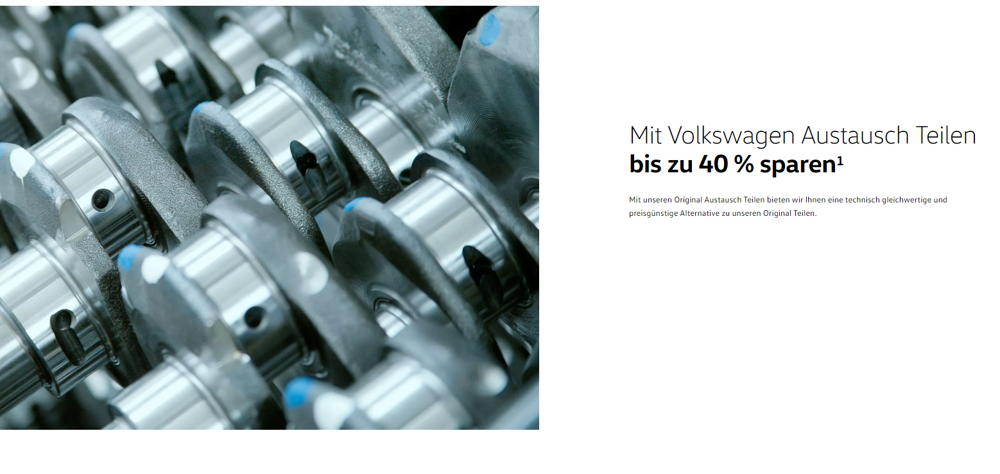 Mit Volkswagen Austausch Teilen
bis zu 40 % sparen¹
Mit unseren Original Austausch Teilen bieten wir Ihnen eine technisch gleichwertige und
preisgünstige Alternative zu unseren Original Teilen.